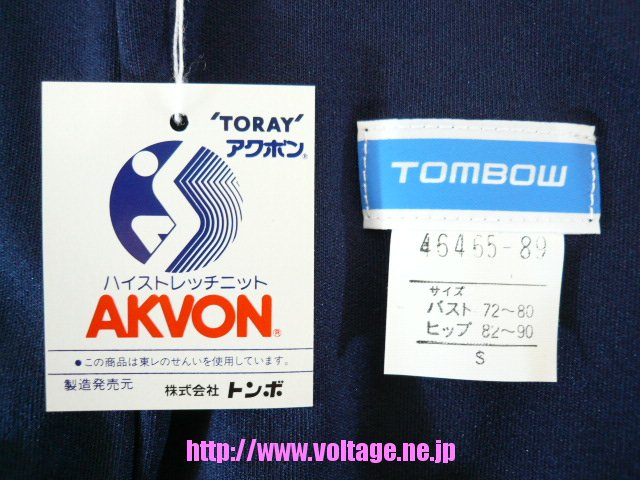 'TORAY'
アクボン®
ハイストレッチニット
AKVON®
●この商品は東レのせんいを使用しています。
製造発売元 株式会社トンボ
TOMBOW
46465-89
サイズ
バスト 72～80
ヒップ 82～90
S
http://www.voltage.ne.jp